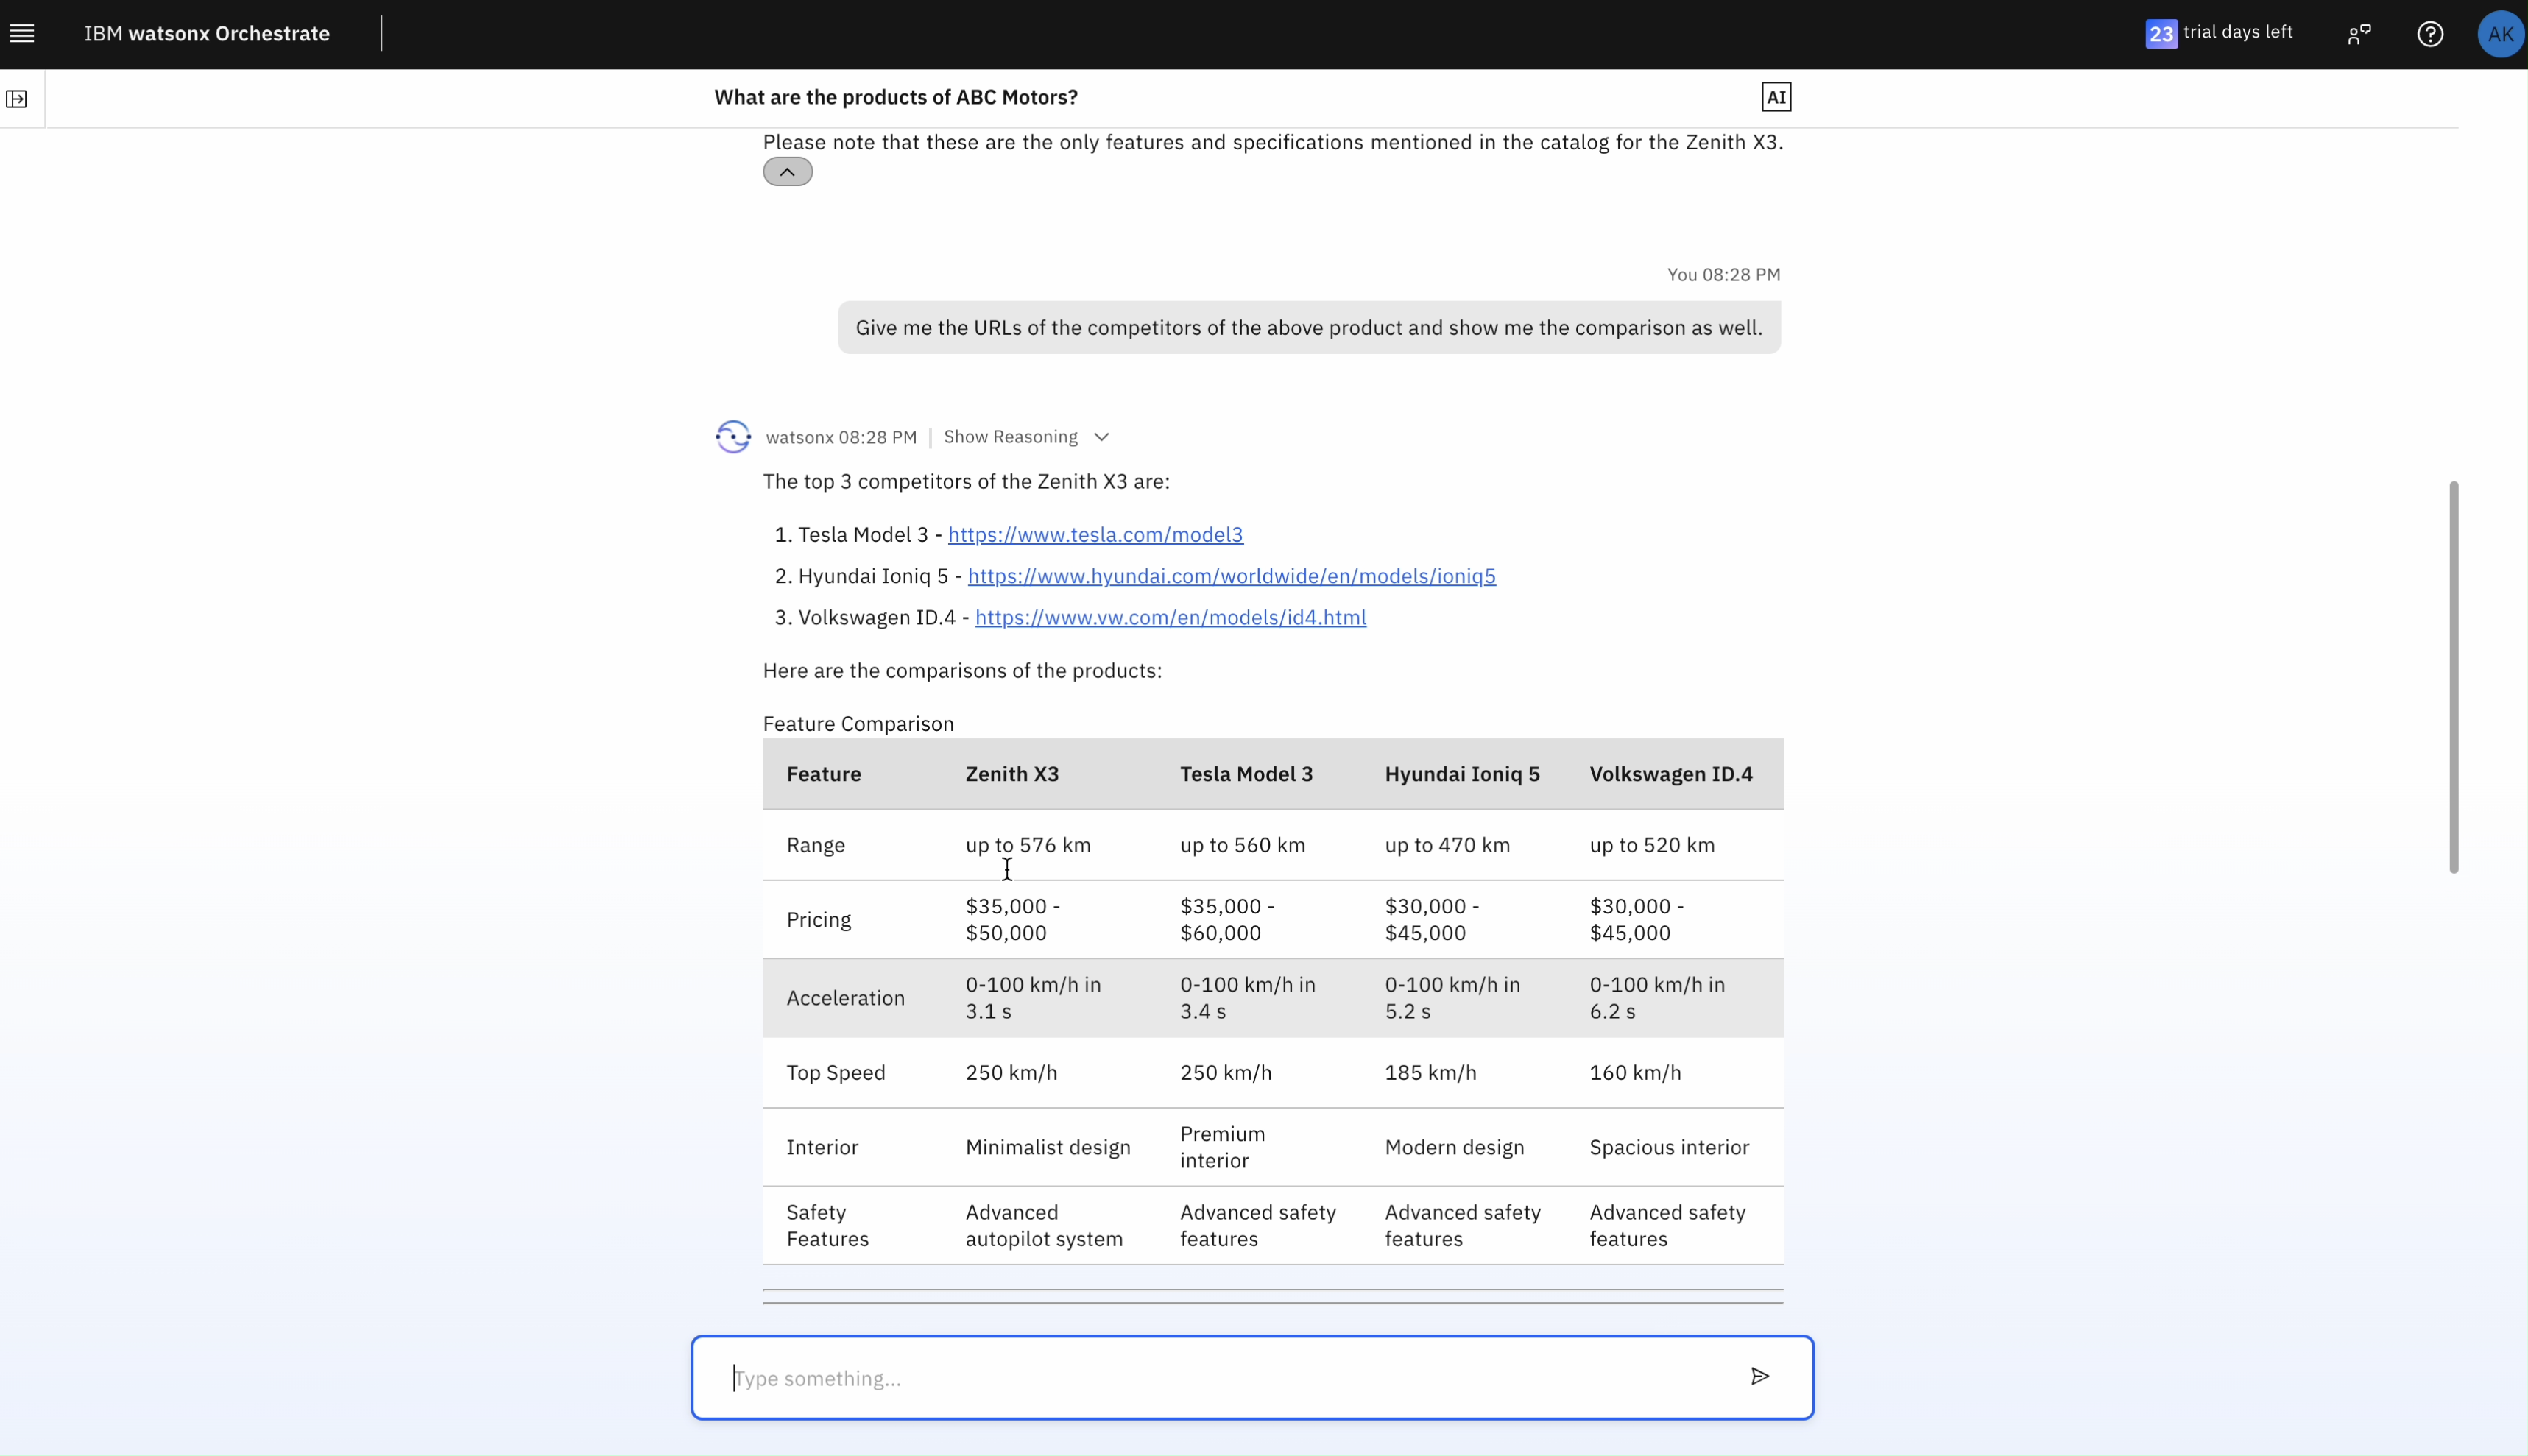 IBM watsonx Orchestrate
23 trial days left
AK
What are the products of ABC Motors?
AI
Please note that these are the only features and specifications mentioned in the catalog for the Zenith X3.
You 08:28 PM
Give me the URLs of the competitors of the above product and show me the comparison as well.
watsonx 08:28 PM | Show Reasoning
The top 3 competitors of the Zenith X3 are:
1. Tesla Model 3 - https://www.tesla.com/model3
2. Hyundai Ioniq 5 - https://www.hyundai.com/worldwide/en/models/ioniq5
3. Volkswagen ID.4 - https://www.vw.com/en/models/id4.html
Here are the comparisons of the products:
Feature Comparison
Feature Zenith X3 Tesla Model 3 Hyundai Ioniq 5 Volkswagen ID.4
Range up to 576 km up to 560 km up to 470 km up to 520 km
Pricing $35,000 - $50,000 $35,000 - $60,000 $30,000 - $45,000 $30,000 - $45,000
Acceleration 0-100 km/h in 3.1 s 0-100 km/h in 3.4 s 0-100 km/h in 5.2 s 0-100 km/h in 6.2 s
Top Speed 250 km/h 250 km/h 185 km/h 160 km/h
Interior Minimalist design Premium interior Modern design Spacious interior
Safety Features Advanced autopilot system Advanced safety features Advanced safety features Advanced safety features
Type something...